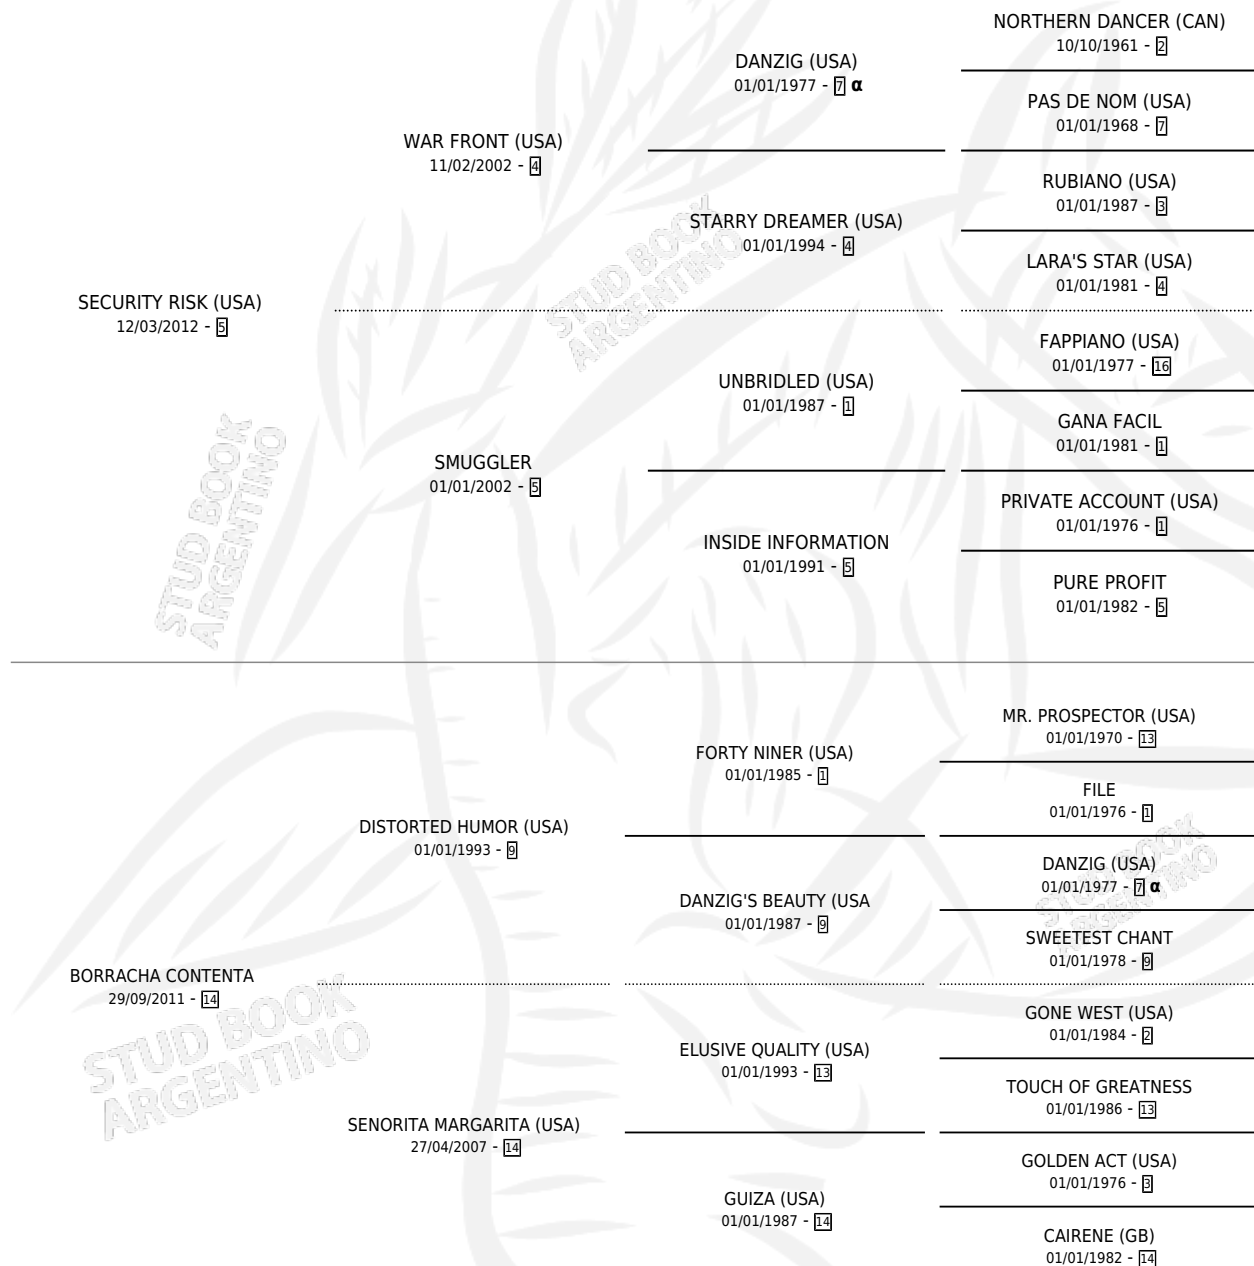 NORTHERN DANCER (CAN)
10/10/1961 - 2
DANZIG (USA)
01/01/1977 - 7 α
PAS DE NOM (USA)
01/01/1968 - 7
WAR FRONT (USA)
11/02/2002 - 4
RUBIANO (USA)
01/01/1987 - 3
STARRY DREAMER (USA)
01/01/1994 - 4
LARA'S STAR (USA)
01/01/1981 - 4
SECURITY RISK (USA)
12/03/2012 - 5
FAPPIANO (USA)
01/01/1977 - 16
UNBRIDLED (USA)
01/01/1987 - 1
GANA FACIL
01/01/1981 - 1
SMUGGLER
01/01/2002 - 5
PRIVATE ACCOUNT (USA)
01/01/1976 - 1
INSIDE INFORMATION
01/01/1991 - 5
PURE PROFIT
01/01/1982 - 5
MR. PROSPECTOR (USA)
01/01/1970 - 13
FORTY NINER (USA)
01/01/1985 - 1
FILE
01/01/1976 - 1
DISTORTED HUMOR (USA)
01/01/1993 - 9
DANZIG (USA)
01/01/1977 - 7 α
DANZIG'S BEAUTY (USA
01/01/1987 - 9
SWEETEST CHANT
01/01/1978 - 9
BORRACHA CONTENTA
29/09/2011 - 14
GONE WEST (USA)
01/01/1984 - 2
ELUSIVE QUALITY (USA)
01/01/1993 - 13
TOUCH OF GREATNESS
01/01/1986 - 13
SENORITA MARGARITA (USA)
27/04/2007 - 14
GOLDEN ACT (USA)
01/01/1976 - 3
GUIZA (USA)
01/01/1987 - 14
CAIRENE (GB)
01/01/1982 - 14
STUD BOOK
ARGENTINO
STUD BOOK
ARGENTINO
STUD BOOK
ARGENTINO
STUD BOOK
ARGENTINO